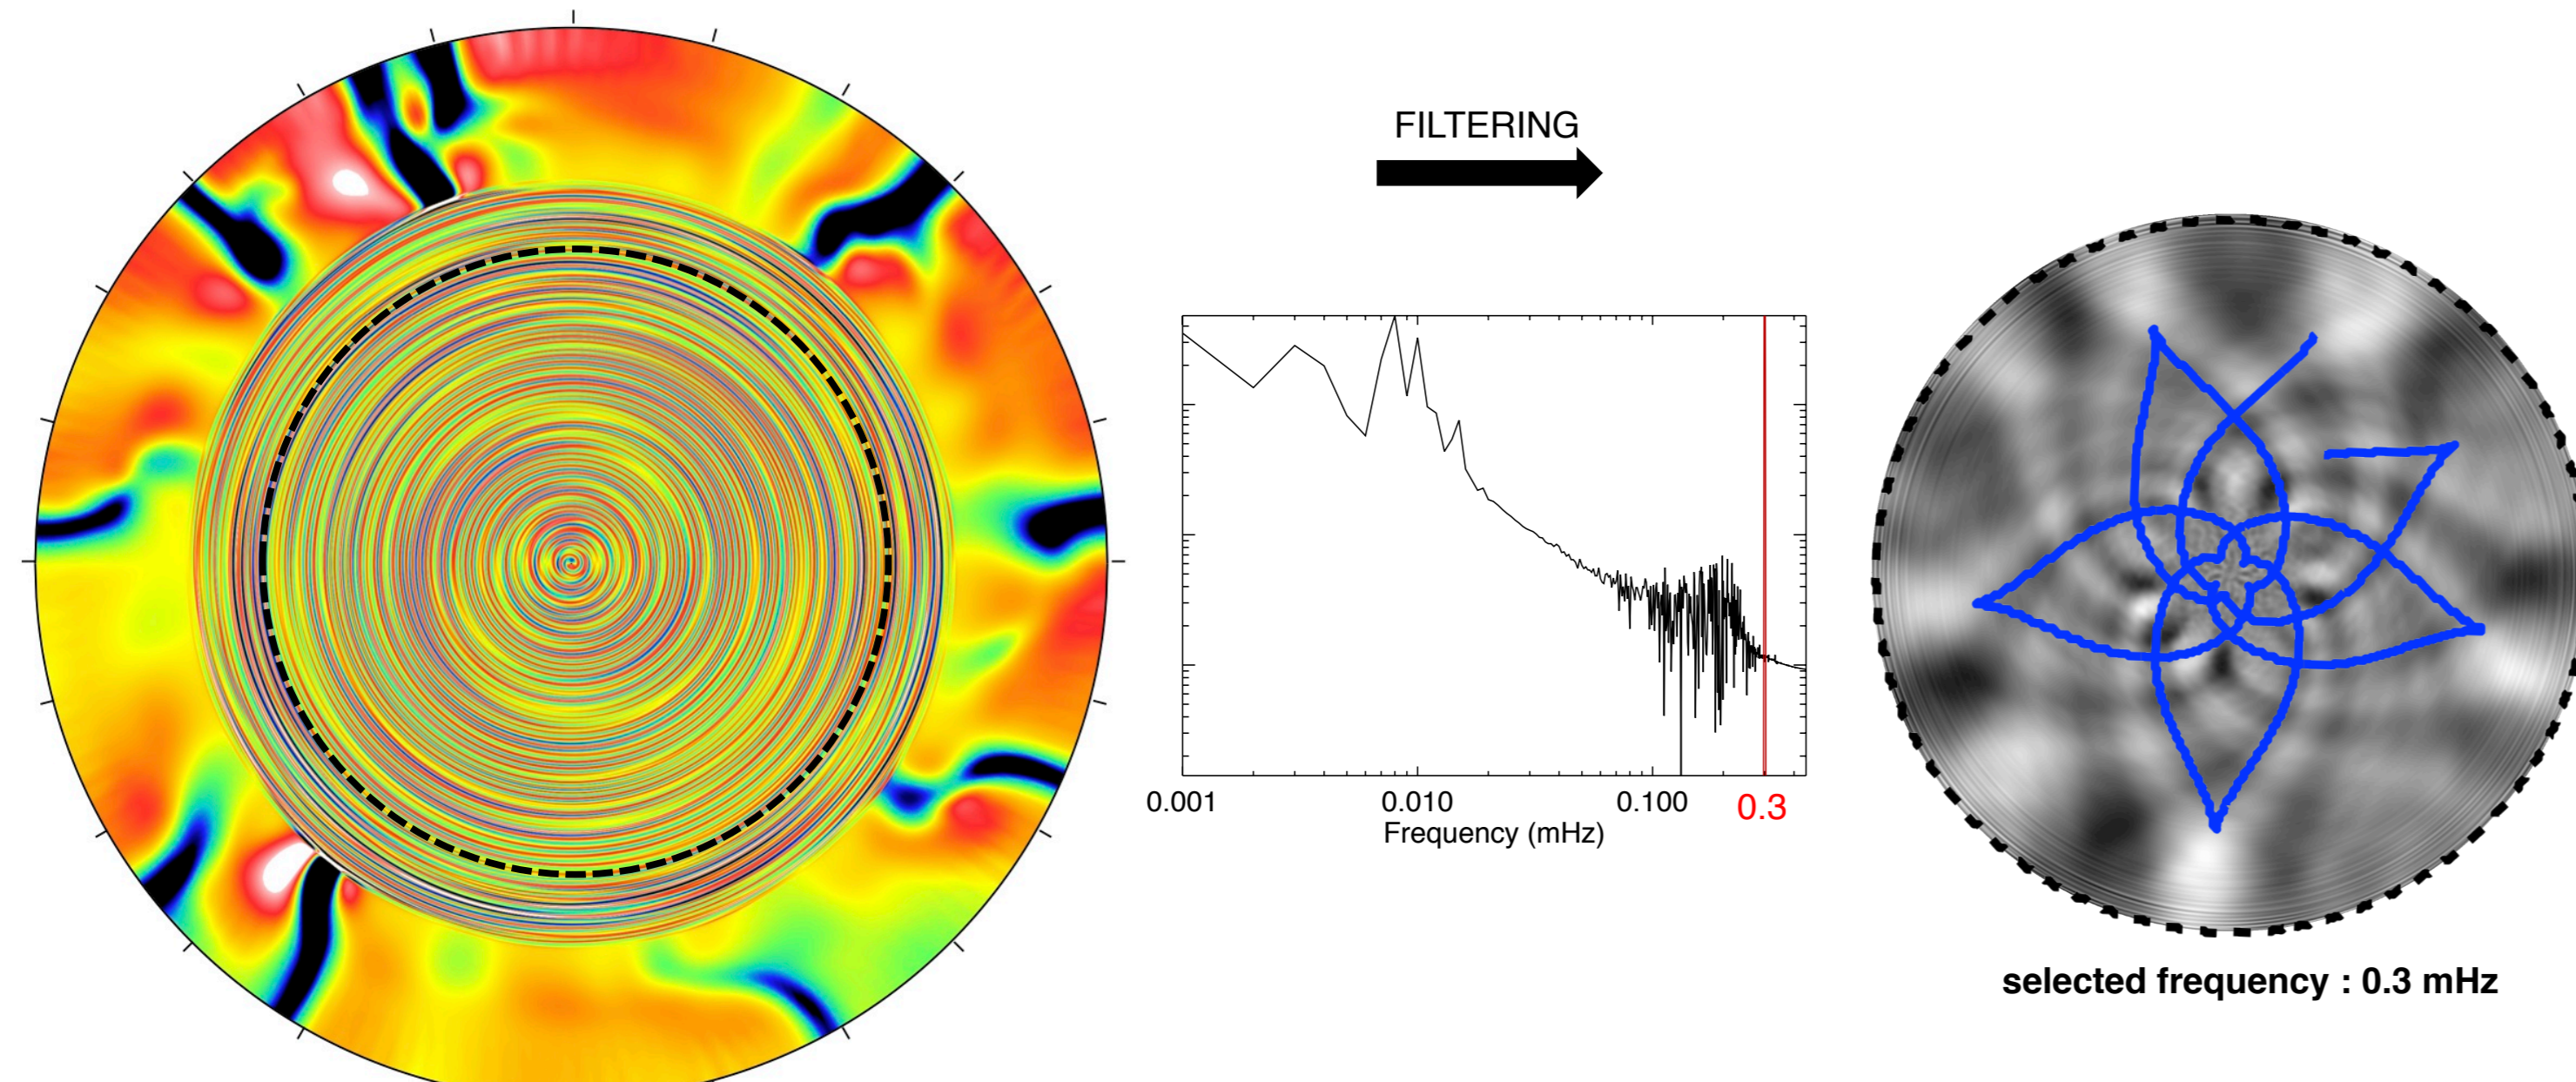 FILTERING
0.001 0.010 0.100 0.3
Frequency (mHz)
selected frequency : 0.3 mHz